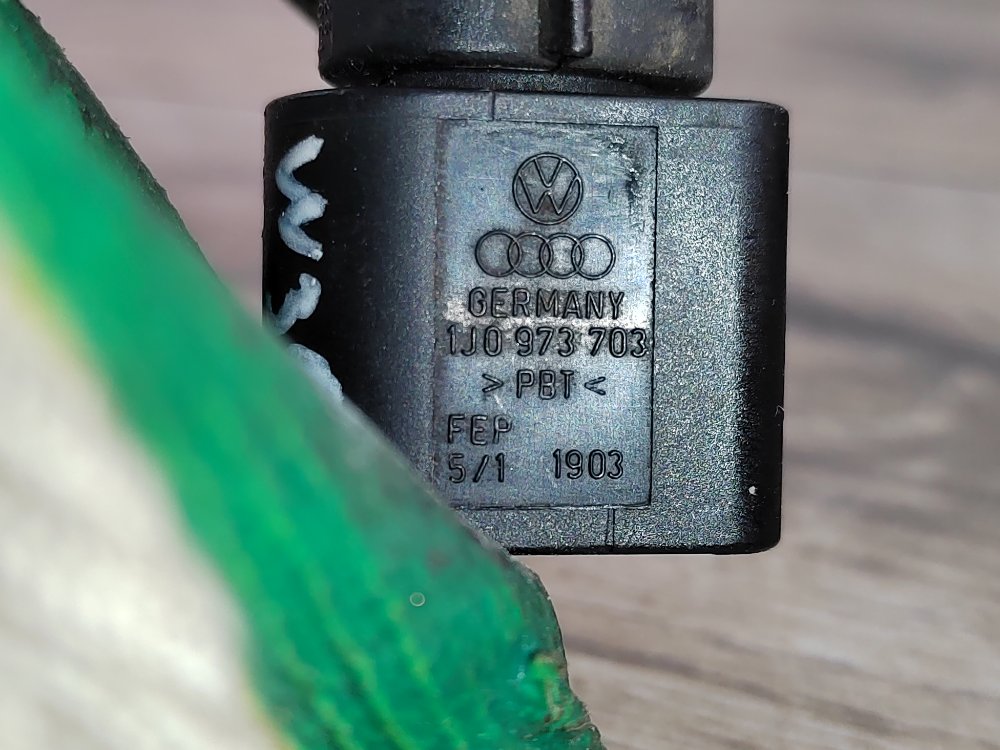 GERMANY
1J0 973 703
>PBT<
FEP
5/1 1903